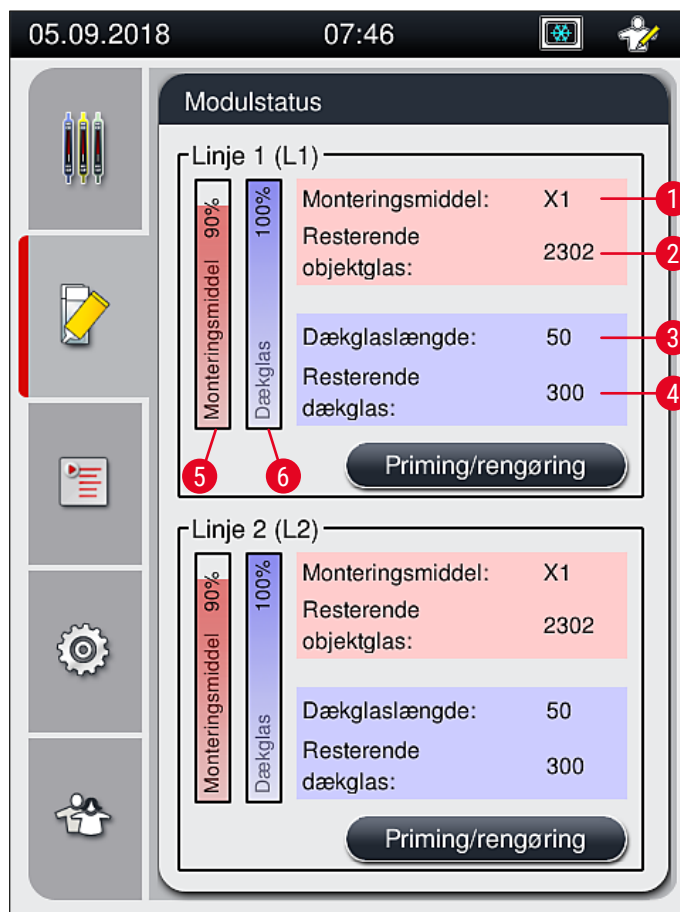 05.09.2018 07:46
Modulstatus
Linje 1 (L1)
Monteringsmiddel 90%
Dækglas 100%
Monteringsmiddel: X1 1
Resterende
objektglas: 2302 2
Dækglaslængde: 50 3
Resterende
dækglas: 300 4
5 6
Priming/rengøring
Linje 2 (L2)
Monteringsmiddel 90%
Dækglas 100%
Monteringsmiddel: X1
Resterende
objektglas: 2302
Dækglaslængde: 50
Resterende
dækglas: 300
Priming/rengøring